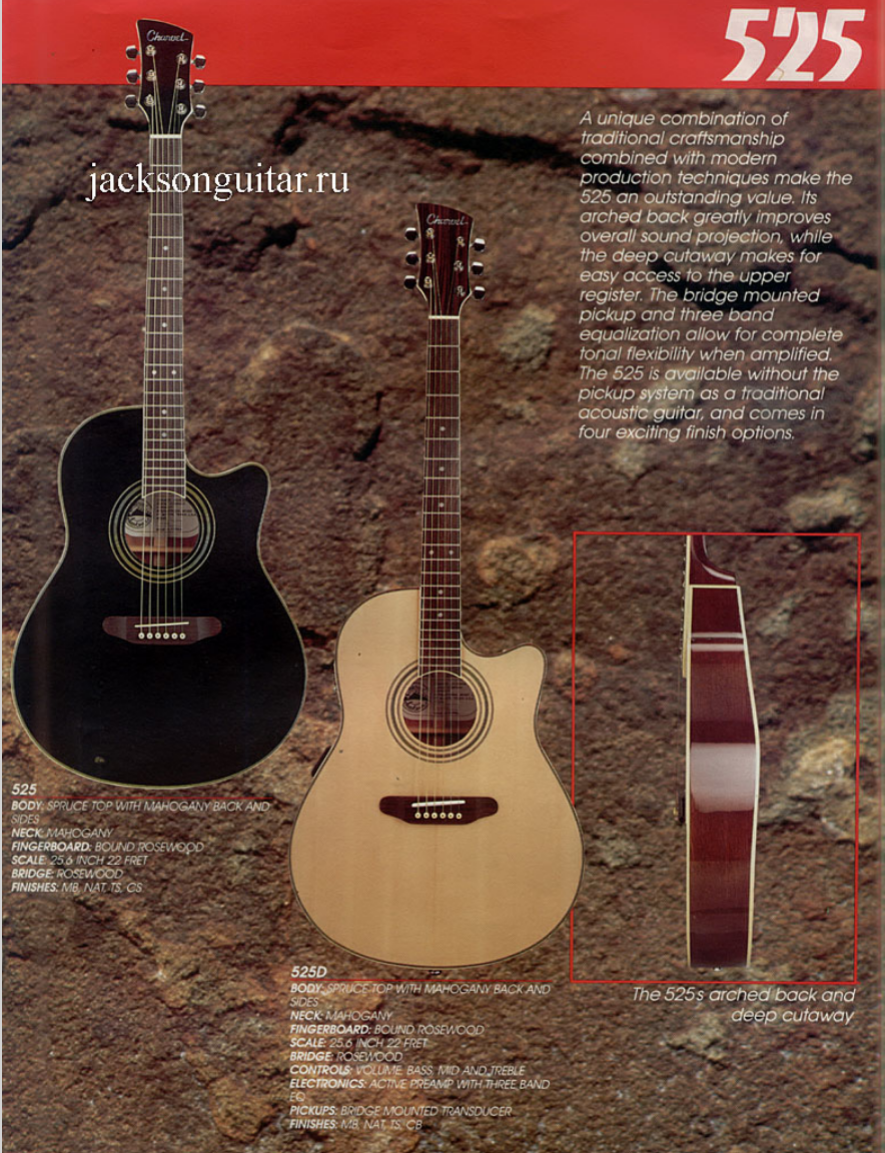 525
Charvel
jacksonguitar.ru
Charvel
A unique combination of
traditional craftsmanship
combined with modern
production techniques make the
525 an outstanding value. Its
arched back greatly improves
overall sound projection, while
the deep cutaway makes for
easy access to the upper
register. The bridge mounted
pickup and three band
equalization allow for complete
tonal flexibility when amplified.
The 525 is available without the
pickup system as a traditional
acoustic guitar, and comes in
four exciting finish options.
525
BODY: SPRUCE TOP WITH MAHOGANY BACK AND
SIDES
NECK: MAHOGANY
FINGERBOARD: BOUND ROSEWOOD
SCALE: 25.6 INCH 22 FRET
BRIDGE: ROSEWOOD
FINISHES: MB, NAT, TS, CS
525D
BODY: SPRUCE TOP WITH MAHOGANY BACK AND
SIDES
NECK: MAHOGANY
FINGERBOARD: BOUND ROSEWOOD
SCALE: 25.6 INCH 22 FRET
BRIDGE: ROSEWOOD
CONTROLS: VOLUME, BASS, MID AND TREBLE
ELECTRONICS: ACTIVE PREAMP WITH THREE BAND
EQ
PICKUPS: BRIDGE MOUNTED TRANSDUCER
FINISHES: MB, NAT, TS, CB
The 525s arched back and
deep cutaway